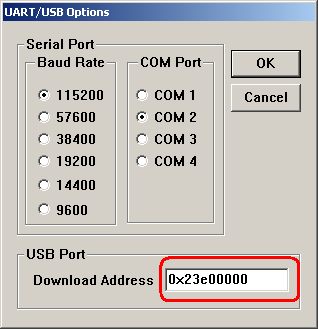 UART/USB Options
Serial Port
Baud Rate
COM Port
OK
115200
COM 1
Cancel
57600
COM 2
38400
COM 3
19200
COM 4
14400
9600
USB Port
Download Address 0x23e00000